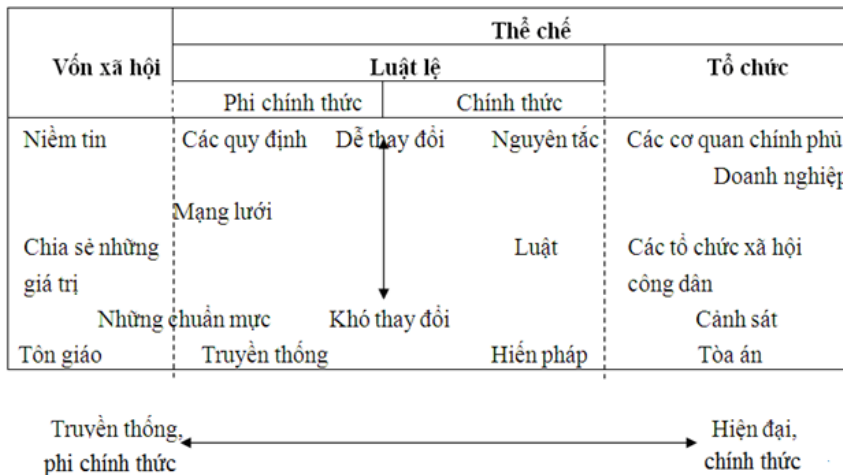 Thể chế
Vốn xã hội Luật lệ Tổ chức
Phi chính thức Chính thức
Niềm tin Các quy định Dễ thay đổi Nguyên tắc Các cơ quan chính phủ
Doanh nghiệp
Mạng lưới
Chia sẻ những Luật Các tổ chức xã hội
giá trị công dân
Những chuẩn mực Khó thay đổi Cảnh sát
Tôn giáo Truyền thống Hiến pháp Tòa án
Truyền thống, Hiện đại,
phi chính thức chính thức